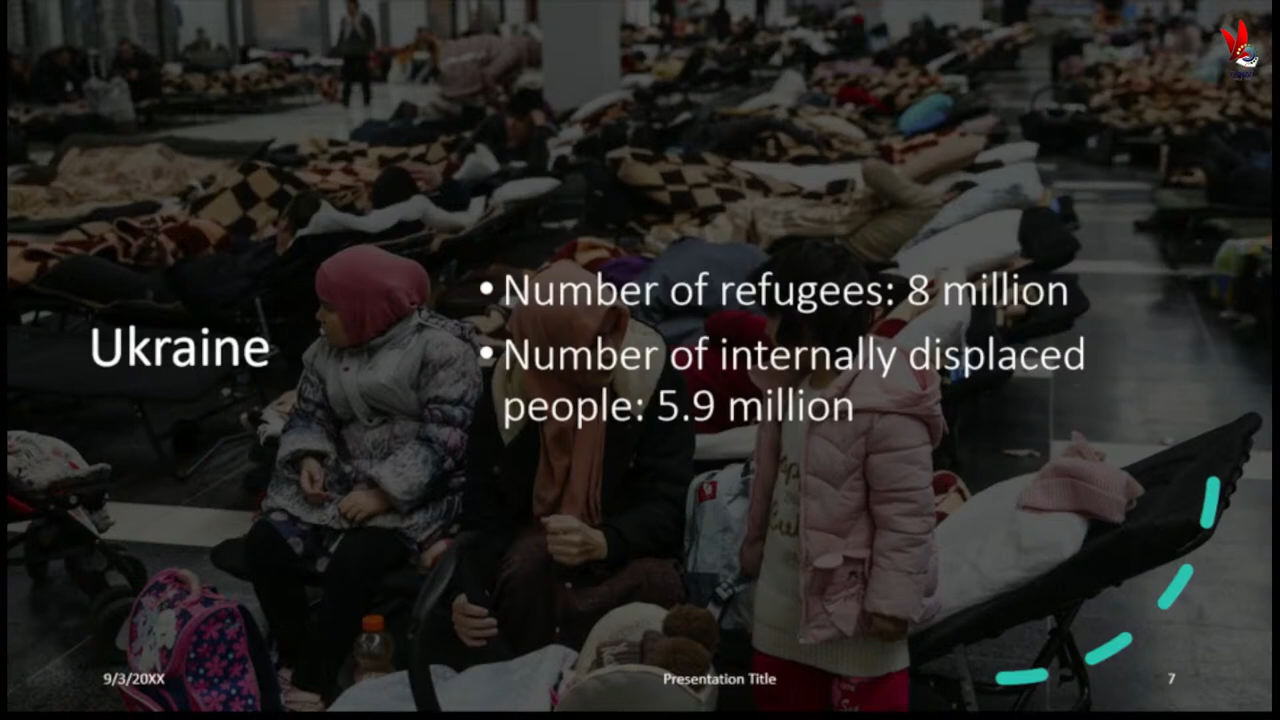 Ukraine
• Number of refugees: 8 million
• Number of internally displaced
people: 5.9 million
9/3/20XX
Presentation Title
7